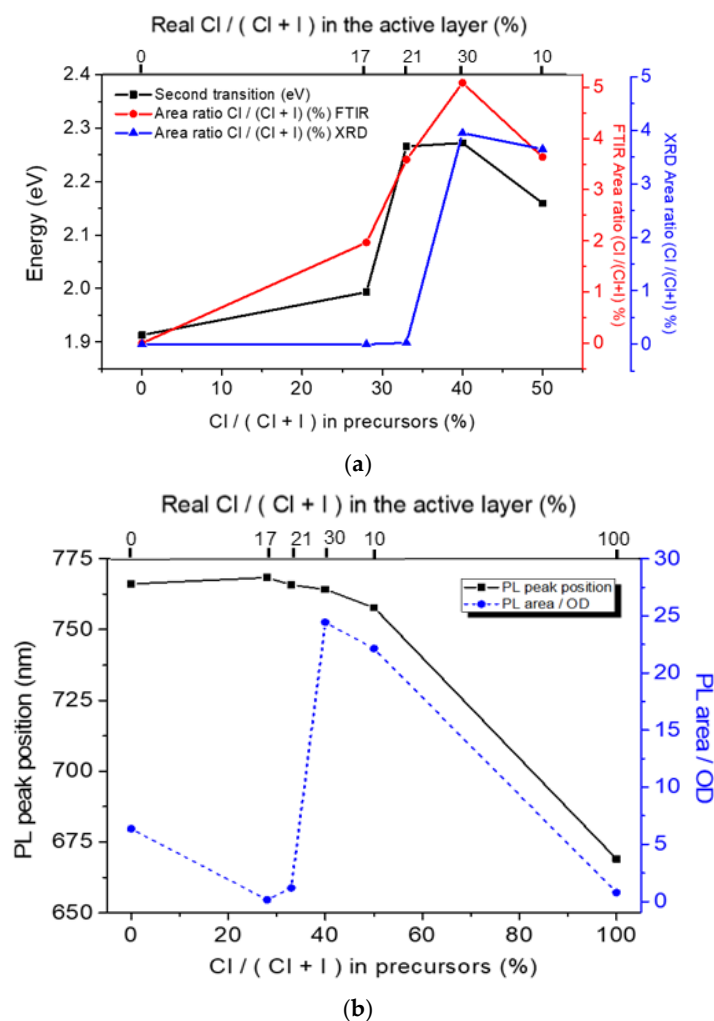 Real Cl / ( Cl + I ) in the active layer (%)
0 17 21 30 10
2.4 2.3 2.2 2.1 2.0 1.9
Energy (eV)
Second transition (eV)
Area ratio Cl / (Cl + I) (%) FTIR
Area ratio Cl / (Cl + I) (%) XRD
5 4 3 2 1 0
FTIR Area ratio (Cl /(Cl+I) %)
5 4 3 2 1 0
XRD Area ratio (Cl /(Cl+I) %)
0 10 20 30 40 50
Cl / ( Cl + I ) in precursors (%)
(a)
Real Cl / ( Cl + I ) in the active layer (%)
0 17 21 30 10 100
775 750 725 700 675 650
PL peak position (nm)
PL peak position
PL area / OD
30 25 20 15 10 5 0
PL area / OD
0 20 40 60 80 100
Cl / ( Cl + I ) in precursors (%)
(b)